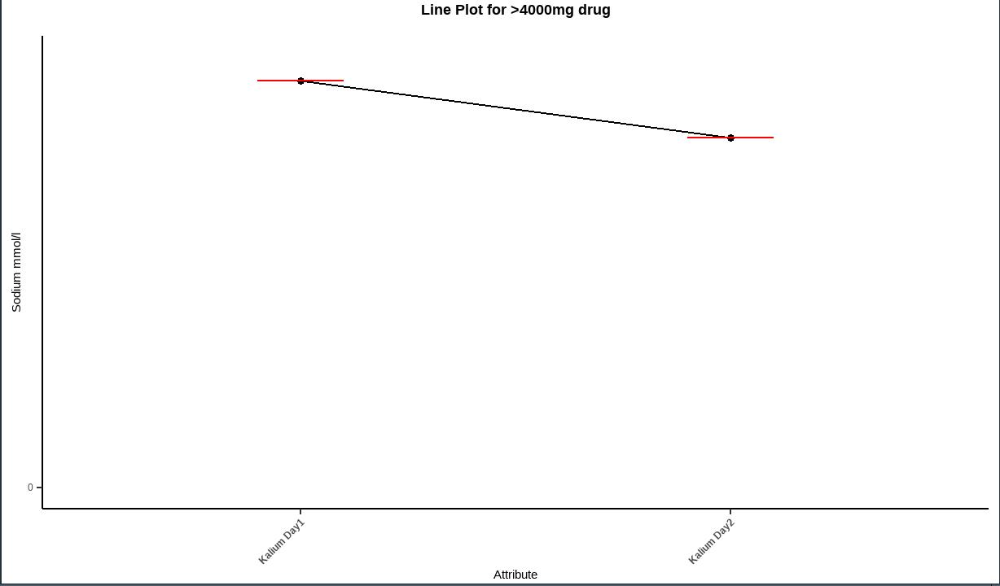 Line Plot for >4000mg drug
Sodium mmol/l
0
Kalium Day1
Kalium Day2
Attribute